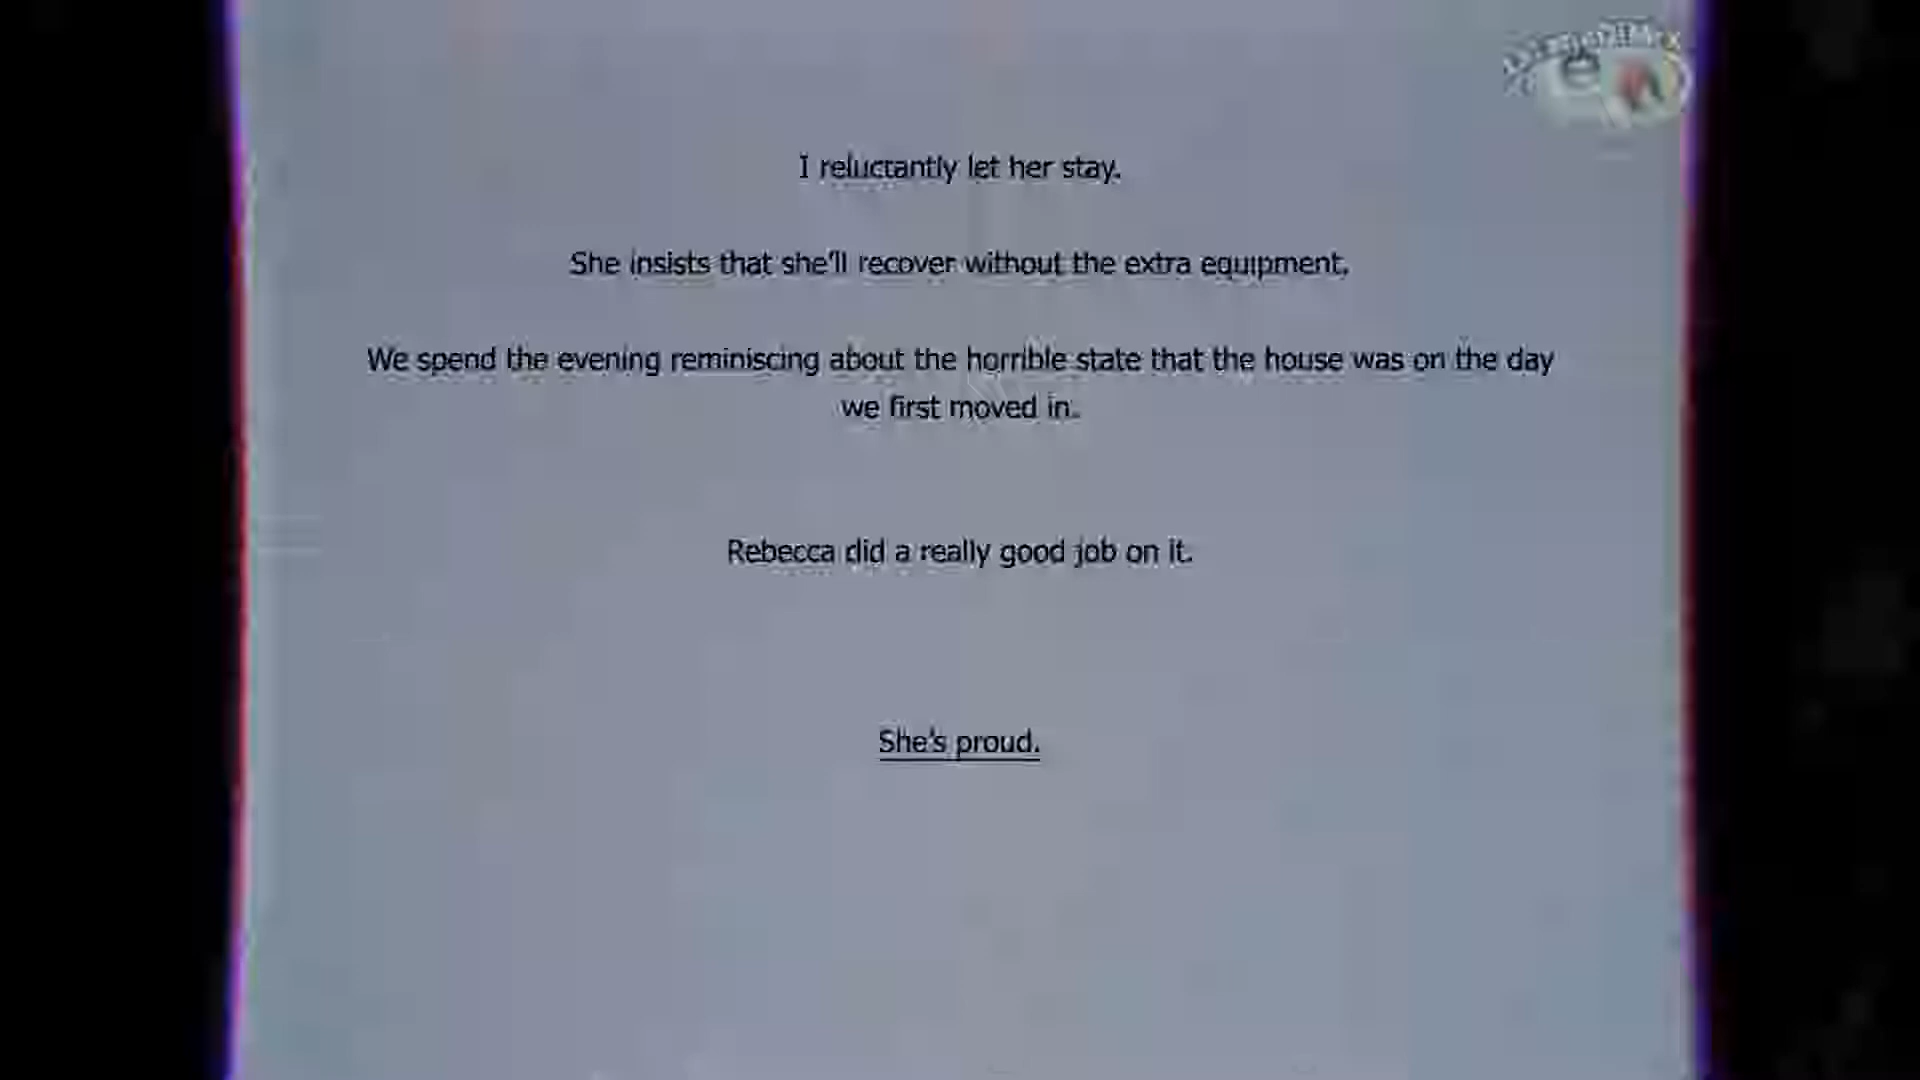 I reluctantly let her stay.
She insists that she'll recover without the extra equipment.
We spend the evening reminiscing about the horrible state that the house was on the day
we first moved in.
Rebecca did a really good job on it.
She's proud.